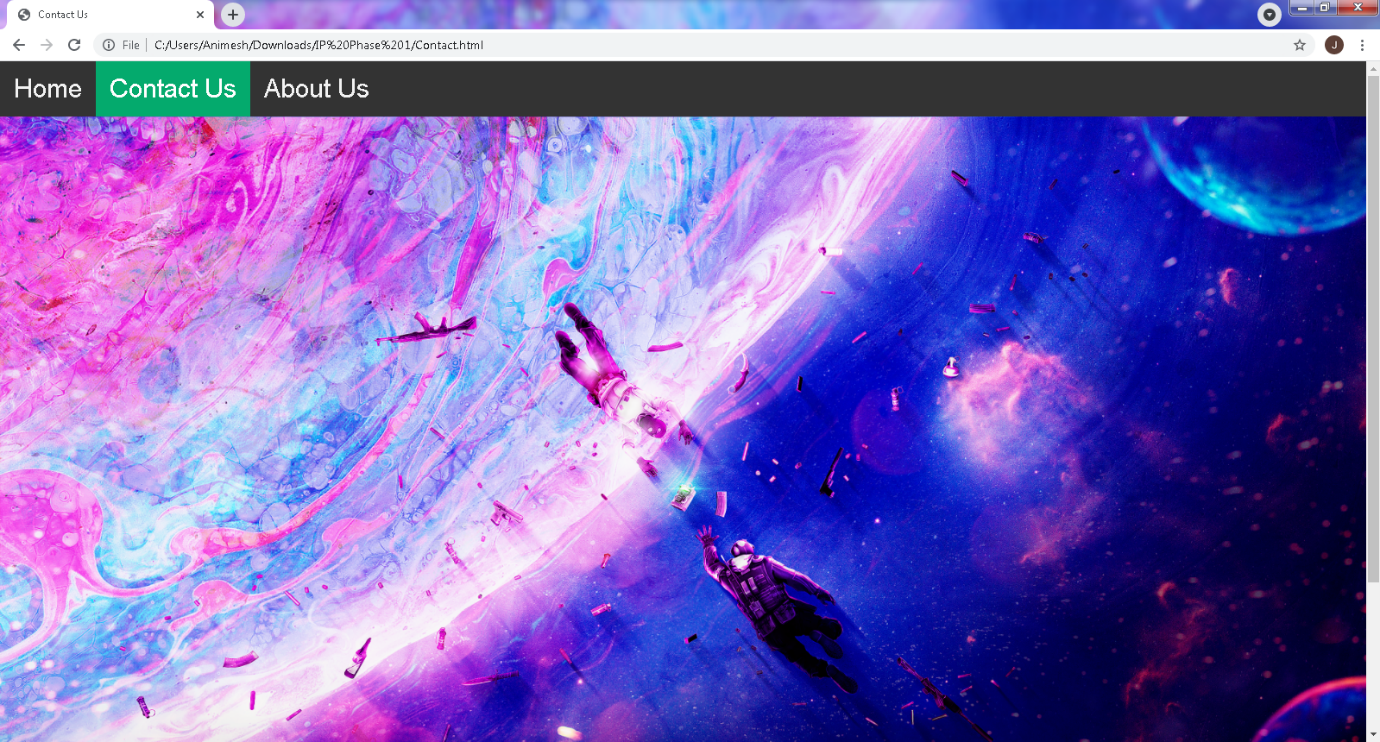 Contact Us
File C:/Users/Animesh/Downloads/IP%20Phase%201/Contact.html
J
Home Contact Us About Us